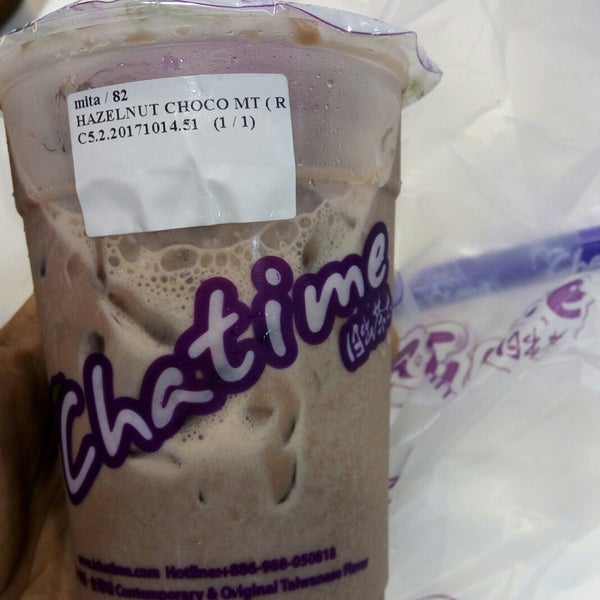 mita / 82
HAZELNUT CHOCO MT ( R
C5.2.20171014.51 (1 / 1)
Chatime
Hotline:+886-988-050818
Contemporary & Original Taiwanese Flavor